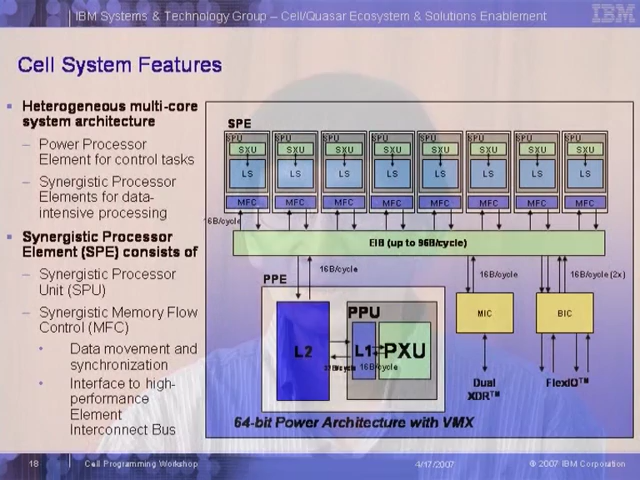 IBM Systems & Technology Group – Cell/Quasar Ecosystem & Solutions Enablement
IBM
Cell System Features
Heterogeneous multi-core
system architecture
– Power Processor
Element for control tasks
– Synergistic Processor
Elements for data-
intensive processing
Synergistic Processor
Element (SPE) consists of
– Synergistic Processor
Unit (SPU)
– Synergistic Memory Flow
Control (MFC)
• Data movement and
synchronization
• Interface to high-
performance
Element
Interconnect Bus
SPE
SPU SPU SPU SPU SPU SPU SPU SPU
SXU SXU SXU SXU SXU SXU SXU SXU
LS LS LS LS LS LS LS LS
MFC MFC MFC MFC MFC MFC MFC MFC
16B/cycle
EIB (up to 96B/cycle)
16B/cycle 16B/cycle 16B/cycle (2x)
PPE
PPU
MIC BIC
L2 L1 PXU
16B/cycle
Dual
XDR™
FlexIO™
64-bit Power Architecture with VMX
18 Cell Programming Workshop 4/17/2007 © 2007 IBM Corporation